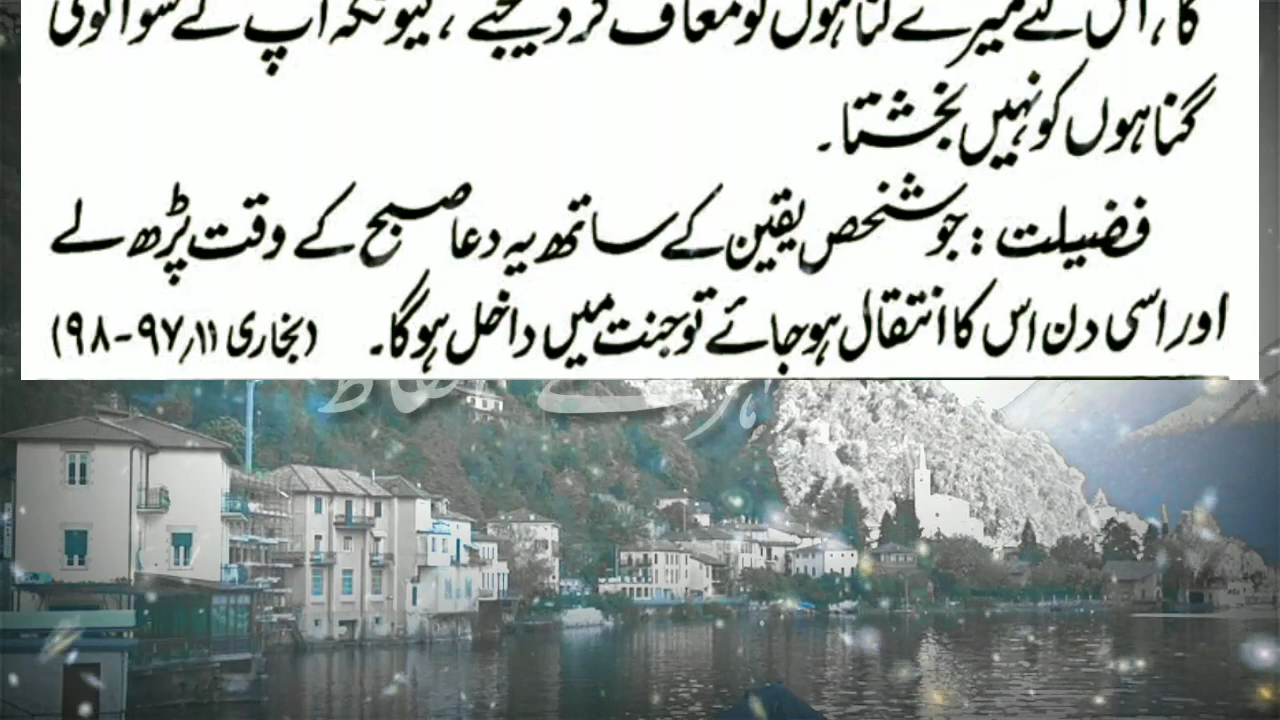 کا، اس لئے میرے گناہوں کو معاف کر دیجئے ، کیونکہ آپ کے سوا کوئی
گناہوں کو نہیں بخشتا۔
فضیلت : جو شخص یقین کے ساتھ یہ دعا صبح کے وقت پڑھ لے
اور اسی دن اس کا انتقال ہو جائے تو جنت میں داخل ہوگا۔ (بخاری ۱۱/۹۷-۹۸)